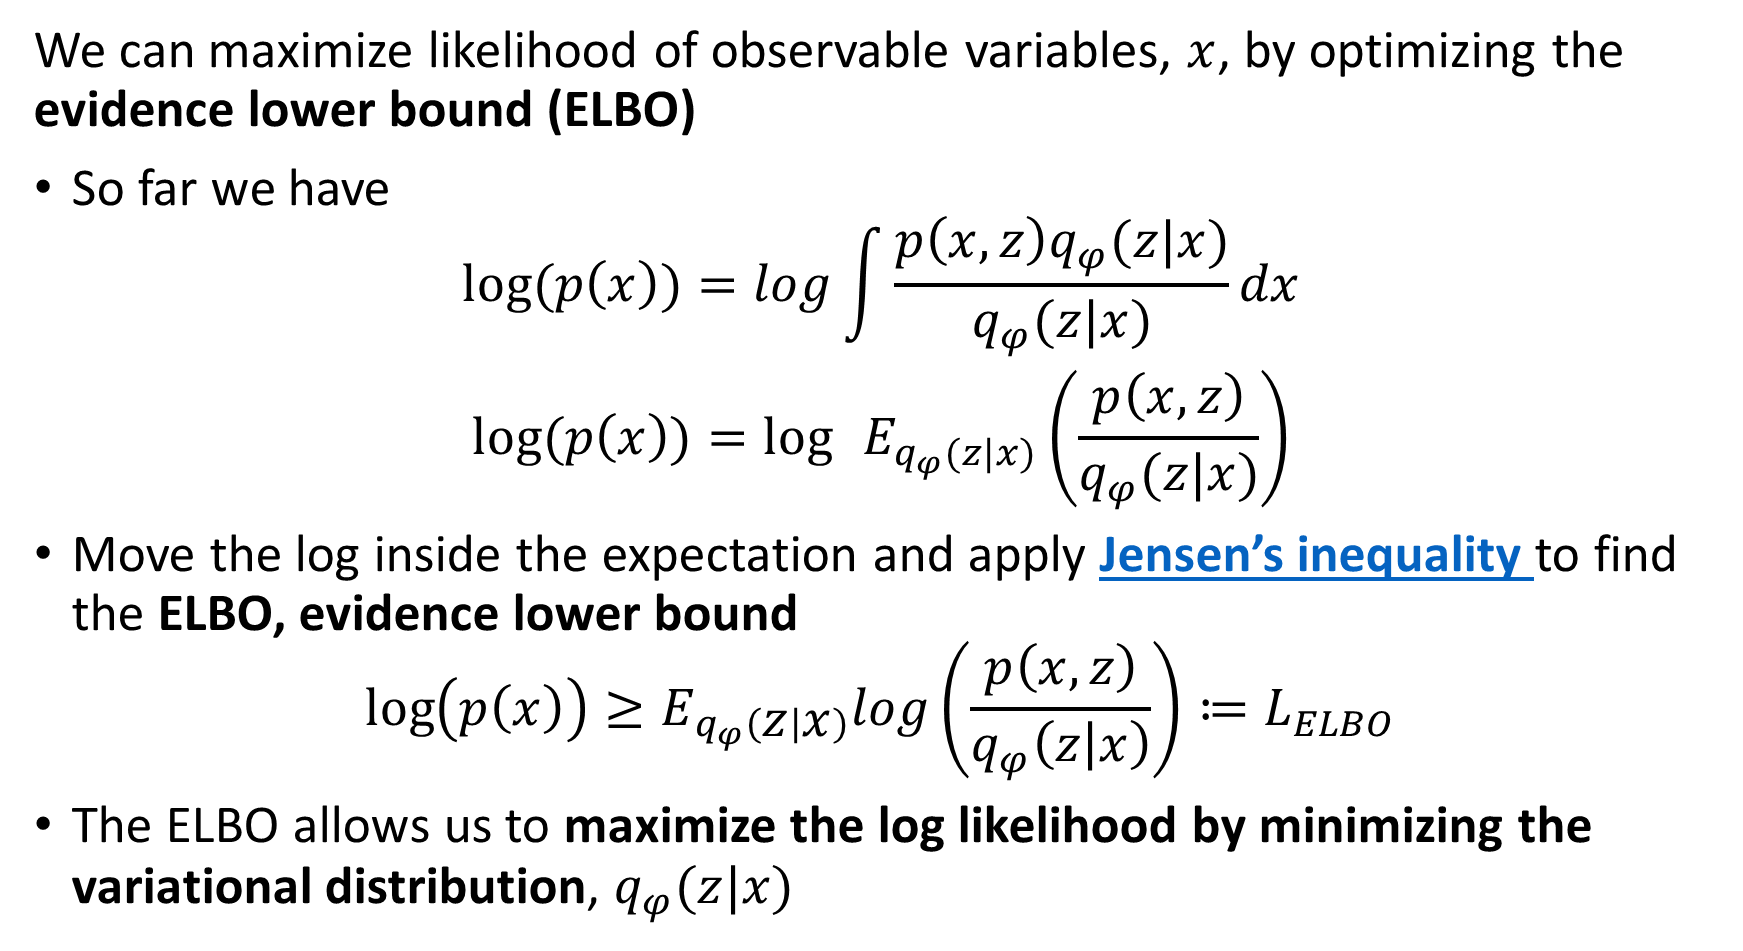 We can maximize likelihood of observable variables, x, by optimizing the
evidence lower bound (ELBO)
• So far we have
log(p(x)) = log ∫ p(x, z)q_φ(z|x) / q_φ(z|x) dx
log(p(x)) = log E_{q_φ(z|x)} ( p(x, z) / q_φ(z|x) )
• Move the log inside the expectation and apply Jensen’s inequality to find
the ELBO, evidence lower bound
log(p(x)) ≥ E_{q_φ(z|x)} log ( p(x, z) / q_φ(z|x) ) ≔ L_{ELBO}
• The ELBO allows us to maximize the log likelihood by minimizing the
variational distribution, q_φ(z|x)